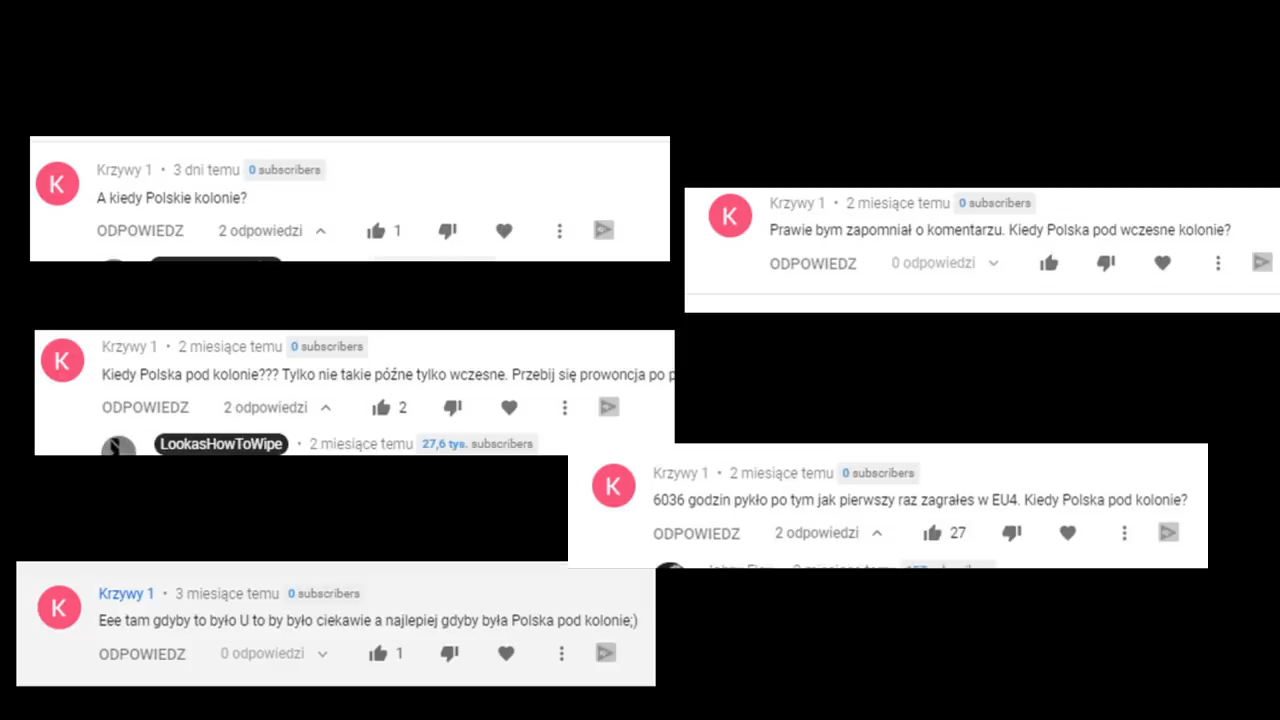 K
Krzywy 1 • 3 dni temu 0 subscribers
A kiedy Polskie kolonie?
ODPOWIEDZ 2 odpowiedzi 1
K
Krzywy 1 • 2 miesiące temu 0 subscribers
Prawie bym zapomniał o komentarzu. Kiedy Polska pod wczesne kolonie?
ODPOWIEDZ 0 odpowiedzi
K
Krzywy 1 • 2 miesiące temu 0 subscribers
Kiedy Polska pod kolonie??? Tylko nie takie późne tylko wczesne. Przebij się prowoncja po p
ODPOWIEDZ 2 odpowiedzi 2
LookasHowToWipe • 2 miesiące temu 27,6 tys. subscribers
K
Krzywy 1 • 2 miesiące temu 0 subscribers
6036 godzin pykło po tym jak pierwszy raz zagrałes w EU4. Kiedy Polska pod kolonie?
ODPOWIEDZ 2 odpowiedzi 27
K
Krzywy 1 • 3 miesiące temu 0 subscribers
Eee tam gdyby to było U to by było ciekawie a najlepiej gdyby była Polska pod kolonie;)
ODPOWIEDZ 0 odpowiedzi 1